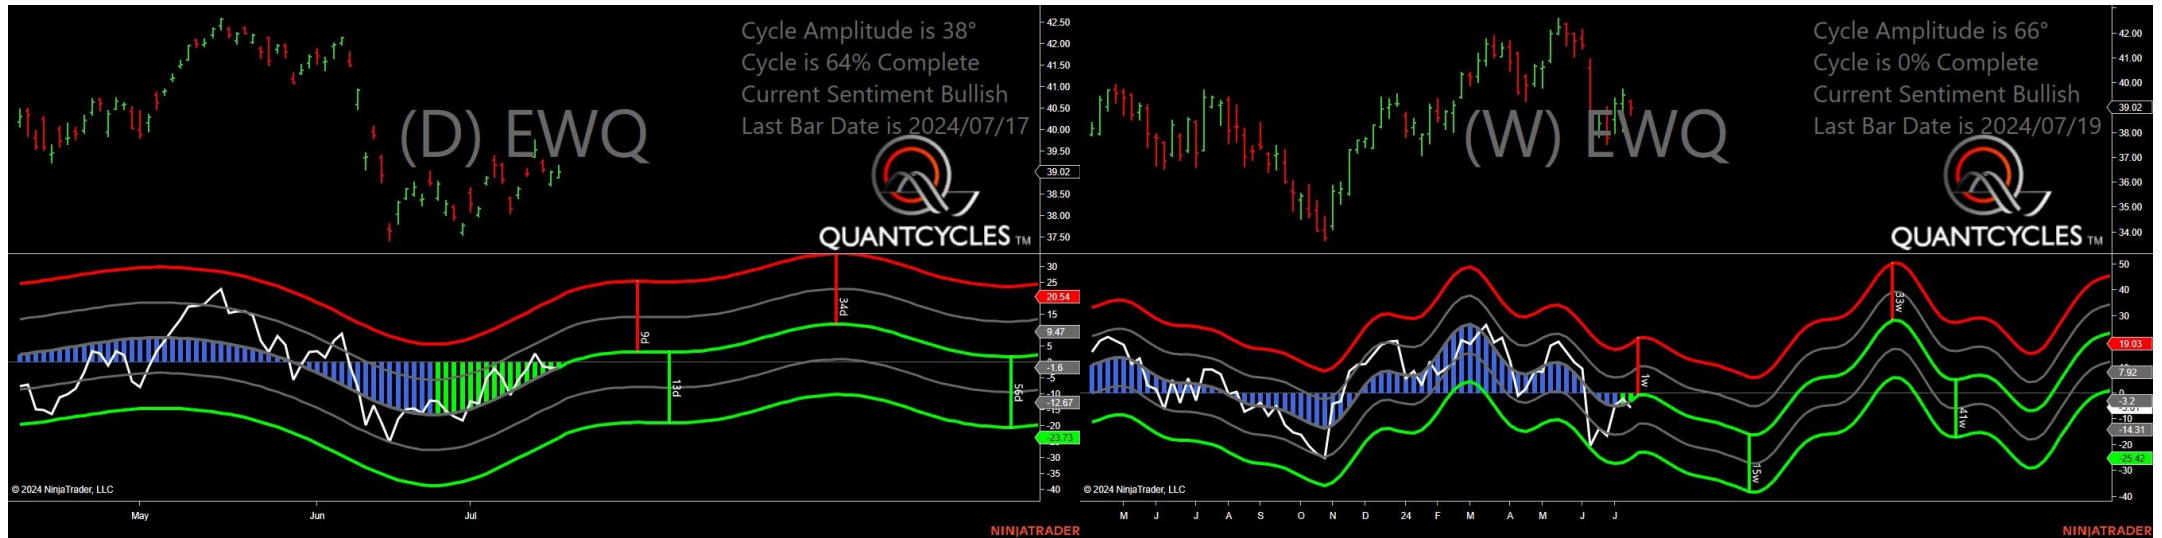 Cycle Amplitude is 38°
Cycle is 64% Complete
Current Sentiment Bullish
Last Bar Date is 2024/07/17
(D) EWQ
QUANTCYCLES TM
42.50
42.00
41.50
41.00
40.50
40.00
39.50
39.02
38.50
38.00
37.50
30
25
20.54
15
9.47
5
-1.6
-5
-12.67
-20
-23.73
-30
-35
-40
9d
13d
34d
56d
© 2024 NinjaTrader, LLC
May
Jun
Jul
NINJATRADER
Cycle Amplitude is 66°
Cycle is 0% Complete
Current Sentiment Bullish
Last Bar Date is 2024/07/19
(W) EWQ
QUANTCYCLES TM
42.00
41.00
40.00
39.02
38.00
37.00
36.00
35.00
34.00
50
40
30
19.03
7.92
0
-3.2
-10
-14.31
-20
-25.42
-30
-40
1w
15w
33w
41w
© 2024 NinjaTrader, LLC
M J J A S O N D 24 F M A M J J
NINJATRADER